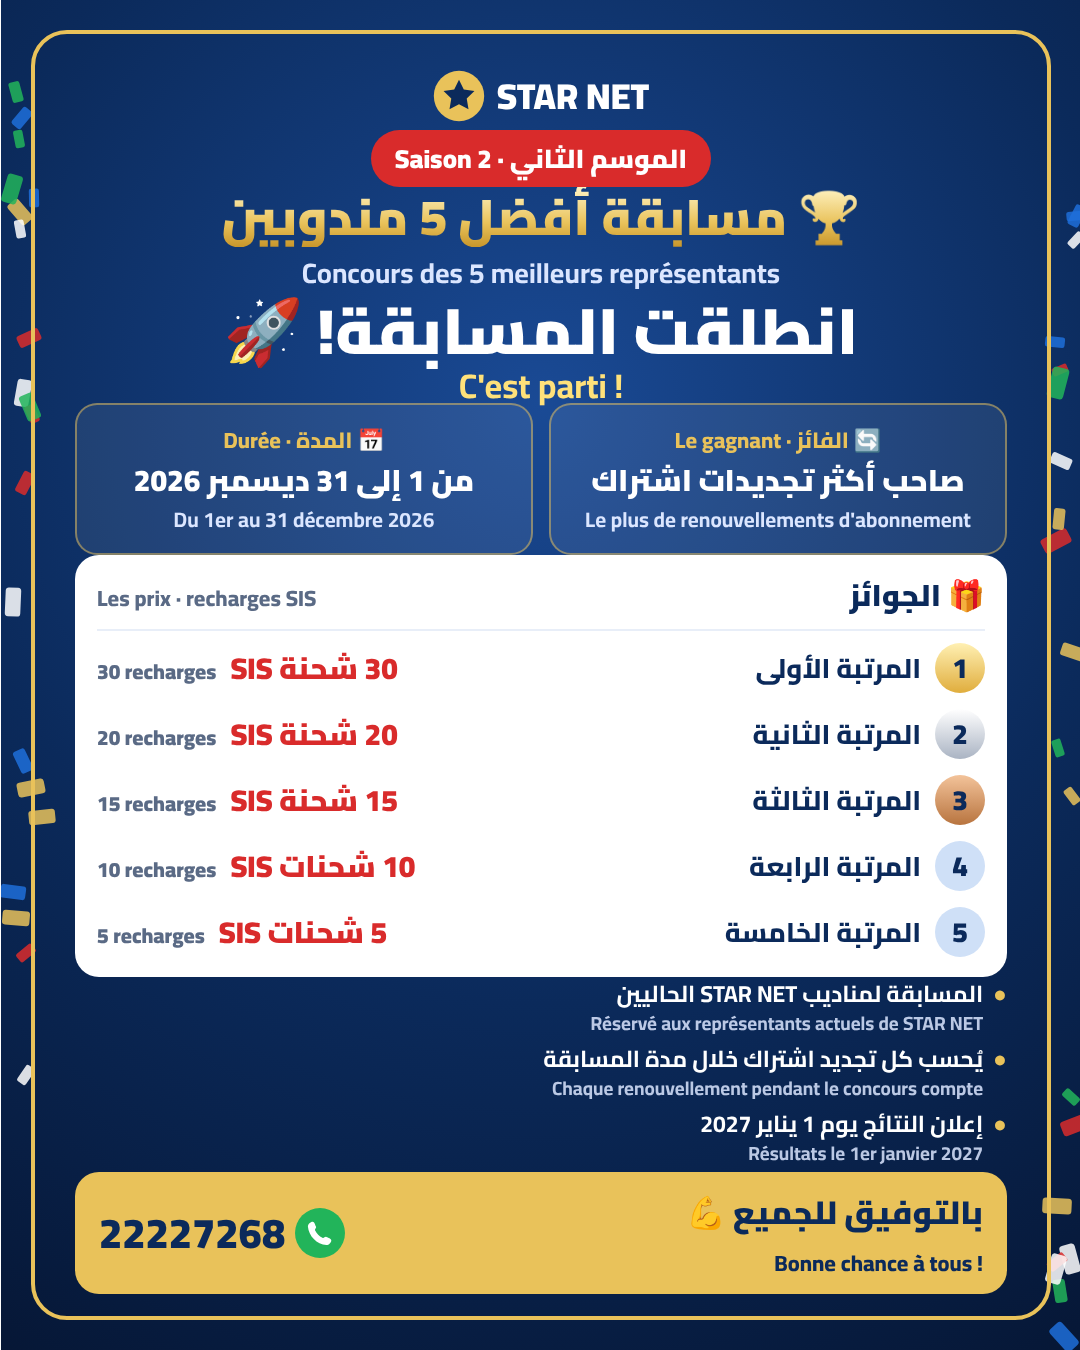 STAR NET
الموسم الثاني · Saison 2
🏆 مسابقة أفضل 5 مندوبين
Concours des 5 meilleurs représentants
انطلقت المسابقة! 🚀
C'est parti !
🔄 الفائز · Le gagnant
صاحب أكثر تجديدات اشتراك
Le plus de renouvellements d'abonnement
📅 المدة · Durée
من 1 إلى 31 ديسمبر 2026
Du 1er au 31 décembre 2026
🎁 الجوائز
Les prix · recharges SIS
1 المرتبة الأولى 30 شحنة SIS 30 recharges
2 المرتبة الثانية 20 شحنة SIS 20 recharges
3 المرتبة الثالثة 15 شحنة SIS 15 recharges
4 المرتبة الرابعة 10 شحنات SIS 10 recharges
5 المرتبة الخامسة 5 شحنات SIS 5 recharges
المسابقة لمناديب STAR NET الحاليين
Réservé aux représentants actuels de STAR NET
يُحسب كل تجديد اشتراك خلال مدة المسابقة
Chaque renouvellement pendant le concours compte
إعلان النتائج يوم 1 يناير 2027
Résultats le 1er janvier 2027
بالتوفيق للجميع 💪
Bonne chance à tous !
22227268